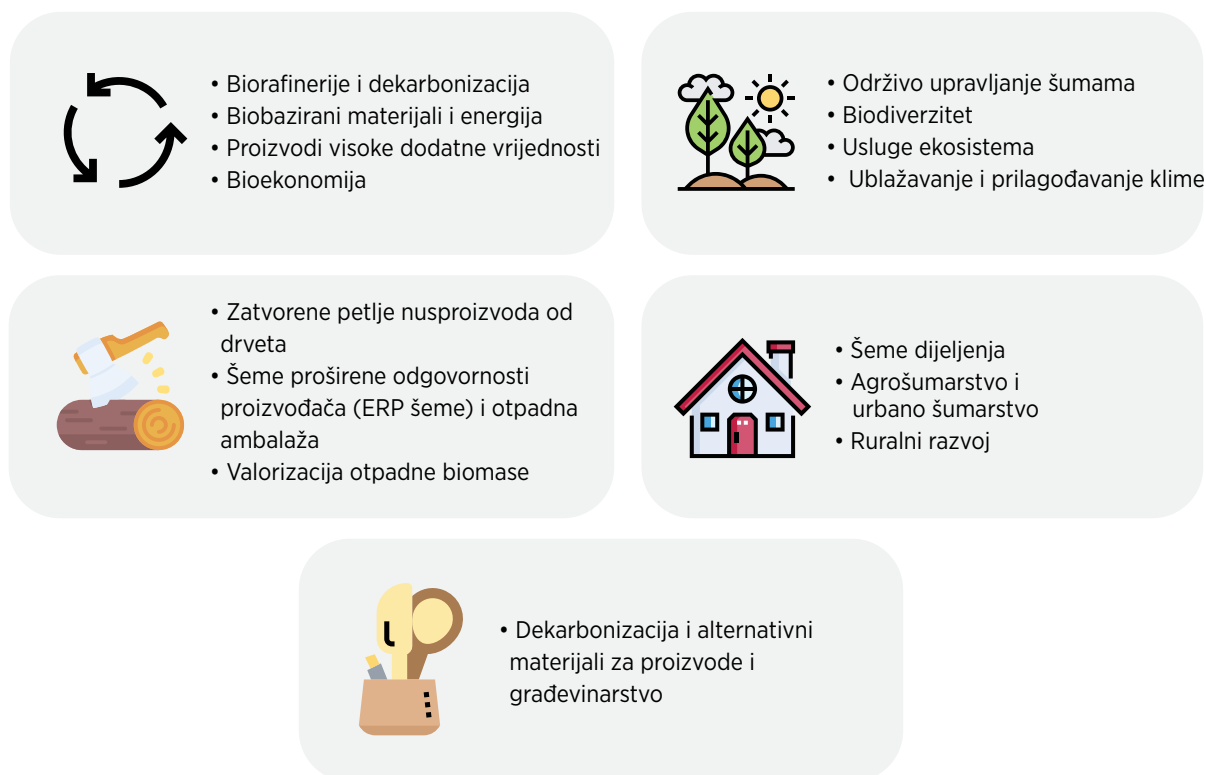 • Biorafinerije i dekarbonizacija
• Biobazirani materijali i energija
• Proizvodi visoke dodatne vrijednosti
• Bioekonomija
• Održivo upravljanje šumama
• Biodiverzitet
• Usluge ekosistema
• Ublažavanje i prilagođavanje klime
• Zatvorene petlje nusproizvoda od
drveta
• Šeme proširene odgovornosti
proizvođača (ERP šeme) i otpadna
ambalaža
• Valorizacija otpadne biomase
• Šeme dijeljenja
• Agrošumarstvo i
urbano šumarstvo
• Ruralni razvoj
• Dekarbonizacija i alternativni
materijali za proizvode i
građevinarstvo